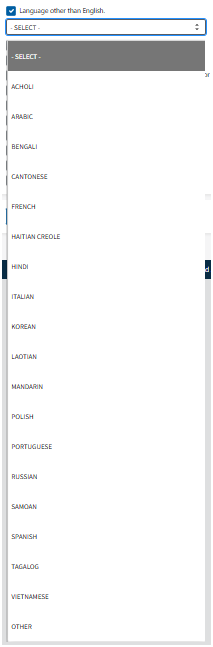 Language other than English.
- SELECT -
- SELECT -
ACHOLI
ARABIC
BENGALI
CANTONESE
FRENCH
HAITIAN CREOLE
HINDI
ITALIAN
KOREAN
LAOTIAN
MANDARIN
POLISH
PORTUGUESE
RUSSIAN
SAMOAN
SPANISH
TAGALOG
VIETNAMESE
OTHER